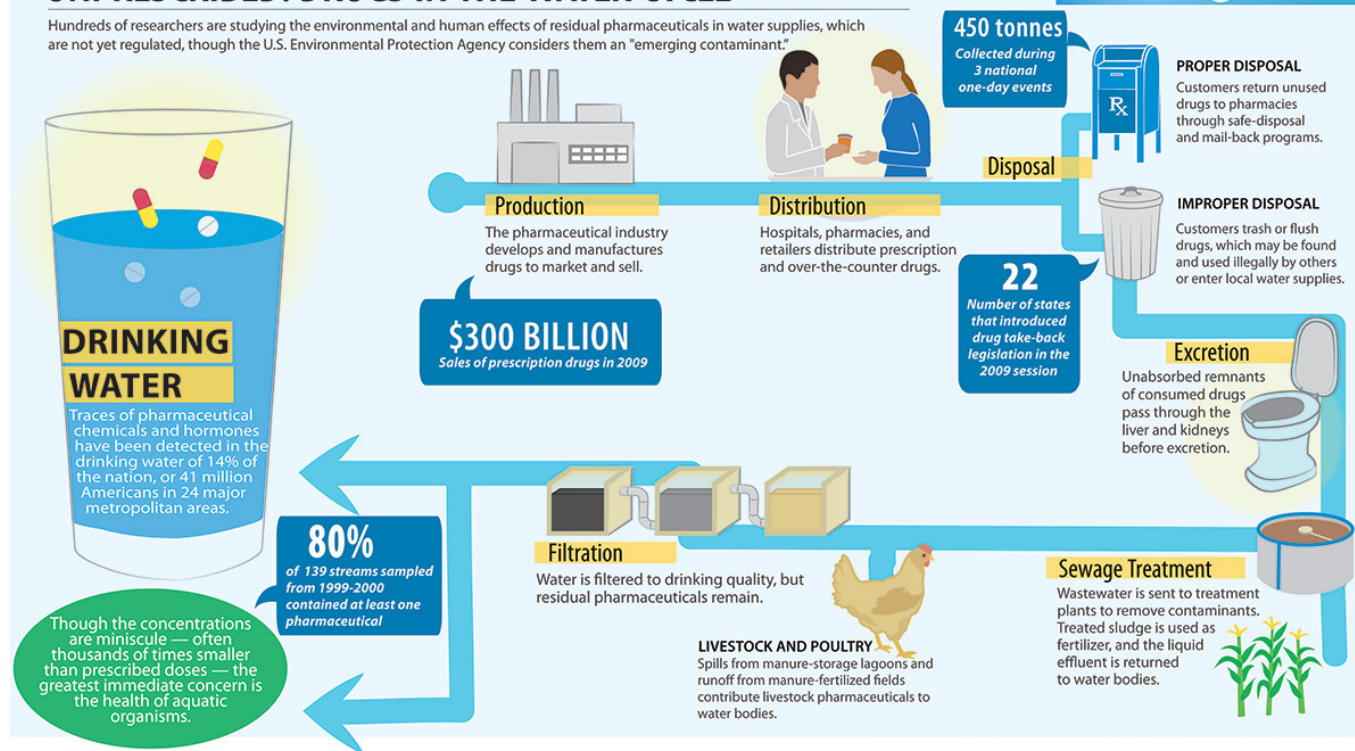 Hundreds of researchers are studying the environmental and human effects of residual pharmaceuticals in water supplies, which
are not yet regulated, though the U.S. Environmental Protection Agency considers them an "emerging contaminant."
450 tonnes
Collected during
3 national
one-day events
Rx
PROPER DISPOSAL
Customers return unused
drugs to pharmacies
through safe-disposal
and mail-back programs.
Disposal
Production
The pharmaceutical industry
develops and manufactures
drugs to market and sell.
Distribution
Hospitals, pharmacies, and
retailers distribute prescription
and over-the-counter drugs.
IMPROPER DISPOSAL
Customers trash or flush
drugs, which may be found
and used illegally by others
or enter local water supplies.
$300 BILLION
Sales of prescription drugs in 2009
22
Number of states
that introduced
drug take-back
legislation in the
2009 session
Excretion
Unabsorbed remnants
of consumed drugs
pass through the
liver and kidneys
before excretion.
DRINKING
WATER
Traces of pharmaceutical
chemicals and hormones
have been detected in the
drinking water of 14% of
the nation, or 41 million
Americans in 24 major
metropolitan areas.
80%
of 139 streams sampled
from 1999-2000
contained at least one
pharmaceutical
Filtration
Water is filtered to drinking quality, but
residual pharmaceuticals remain.
LIVESTOCK AND POULTRY
Spills from manure-storage lagoons and
runoff from manure-fertilized fields
contribute livestock pharmaceuticals to
water bodies.
Sewage Treatment
Wastewater is sent to treatment
plants to remove contaminants.
Treated sludge is used as
fertilizer, and the liquid
effluent is returned
to water bodies.
Though the concentrations
are miniscule — often
thousands of times smaller
than prescribed doses — the
greatest immediate concern is
the health of aquatic
organisms.